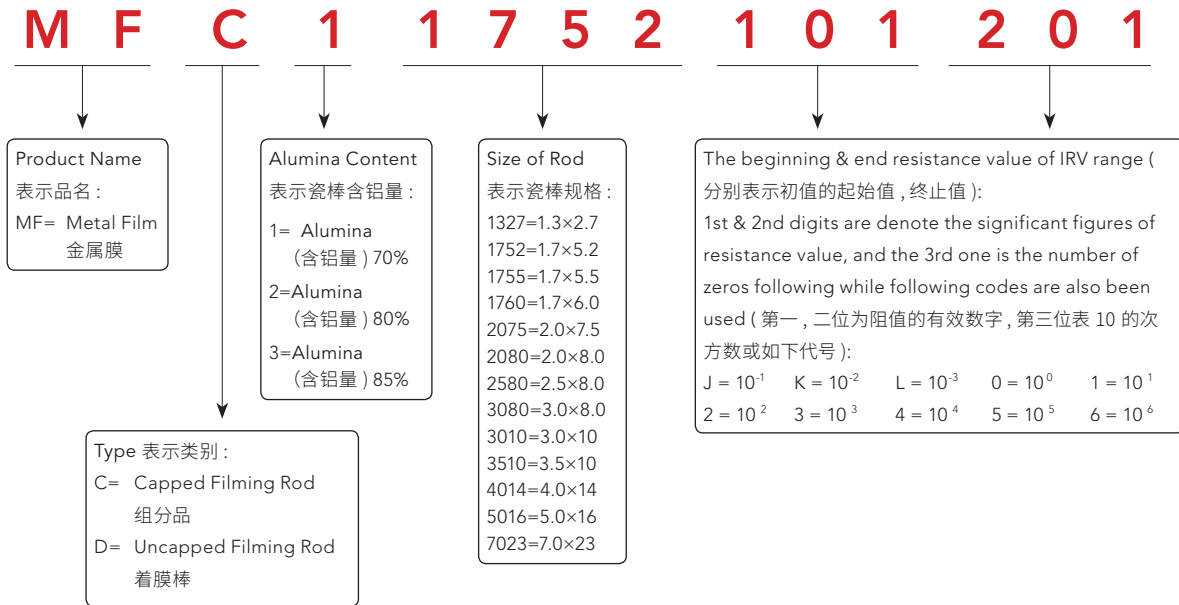 M F C 1 1 7 5 2 1 0 1 2 0 1
Product Name
表示品名 :
MF= Metal Film
金属膜
Type 表示类别 :
C= Capped Filming Rod
组分品
D= Uncapped Filming Rod
着膜棒
Alumina Content
表示瓷棒含铝量 :
1= Alumina
(含铝量 ) 70%
2=Alumina
(含铝量 ) 80%
3=Alumina
(含铝量 ) 85%
Size of Rod
表示瓷棒规格 :
1327=1.3×2.7
1752=1.7×5.2
1755=1.7×5.5
1760=1.7×6.0
2075=2.0×7.5
2080=2.0×8.0
2580=2.5×8.0
3080=3.0×8.0
3010=3.0×10
3510=3.5×10
4014=4.0×14
5016=5.0×16
7023=7.0×23
The beginning & end resistance value of IRV range (
分别表示初值的起始值 , 终止值 ):
1st & 2nd digits are denote the significant figures of
resistance value, and the 3rd one is the number of
zeros following while following codes are also been
used ( 第一 , 二位为阻值的有效数字 , 第三位表 10 的次
方数或如下代号 ):
J = 10⁻¹ K = 10⁻² L = 10⁻³ 0 = 10⁰ 1 = 10¹
2 = 10² 3 = 10³ 4 = 10⁴ 5 = 10⁵ 6 = 10⁶